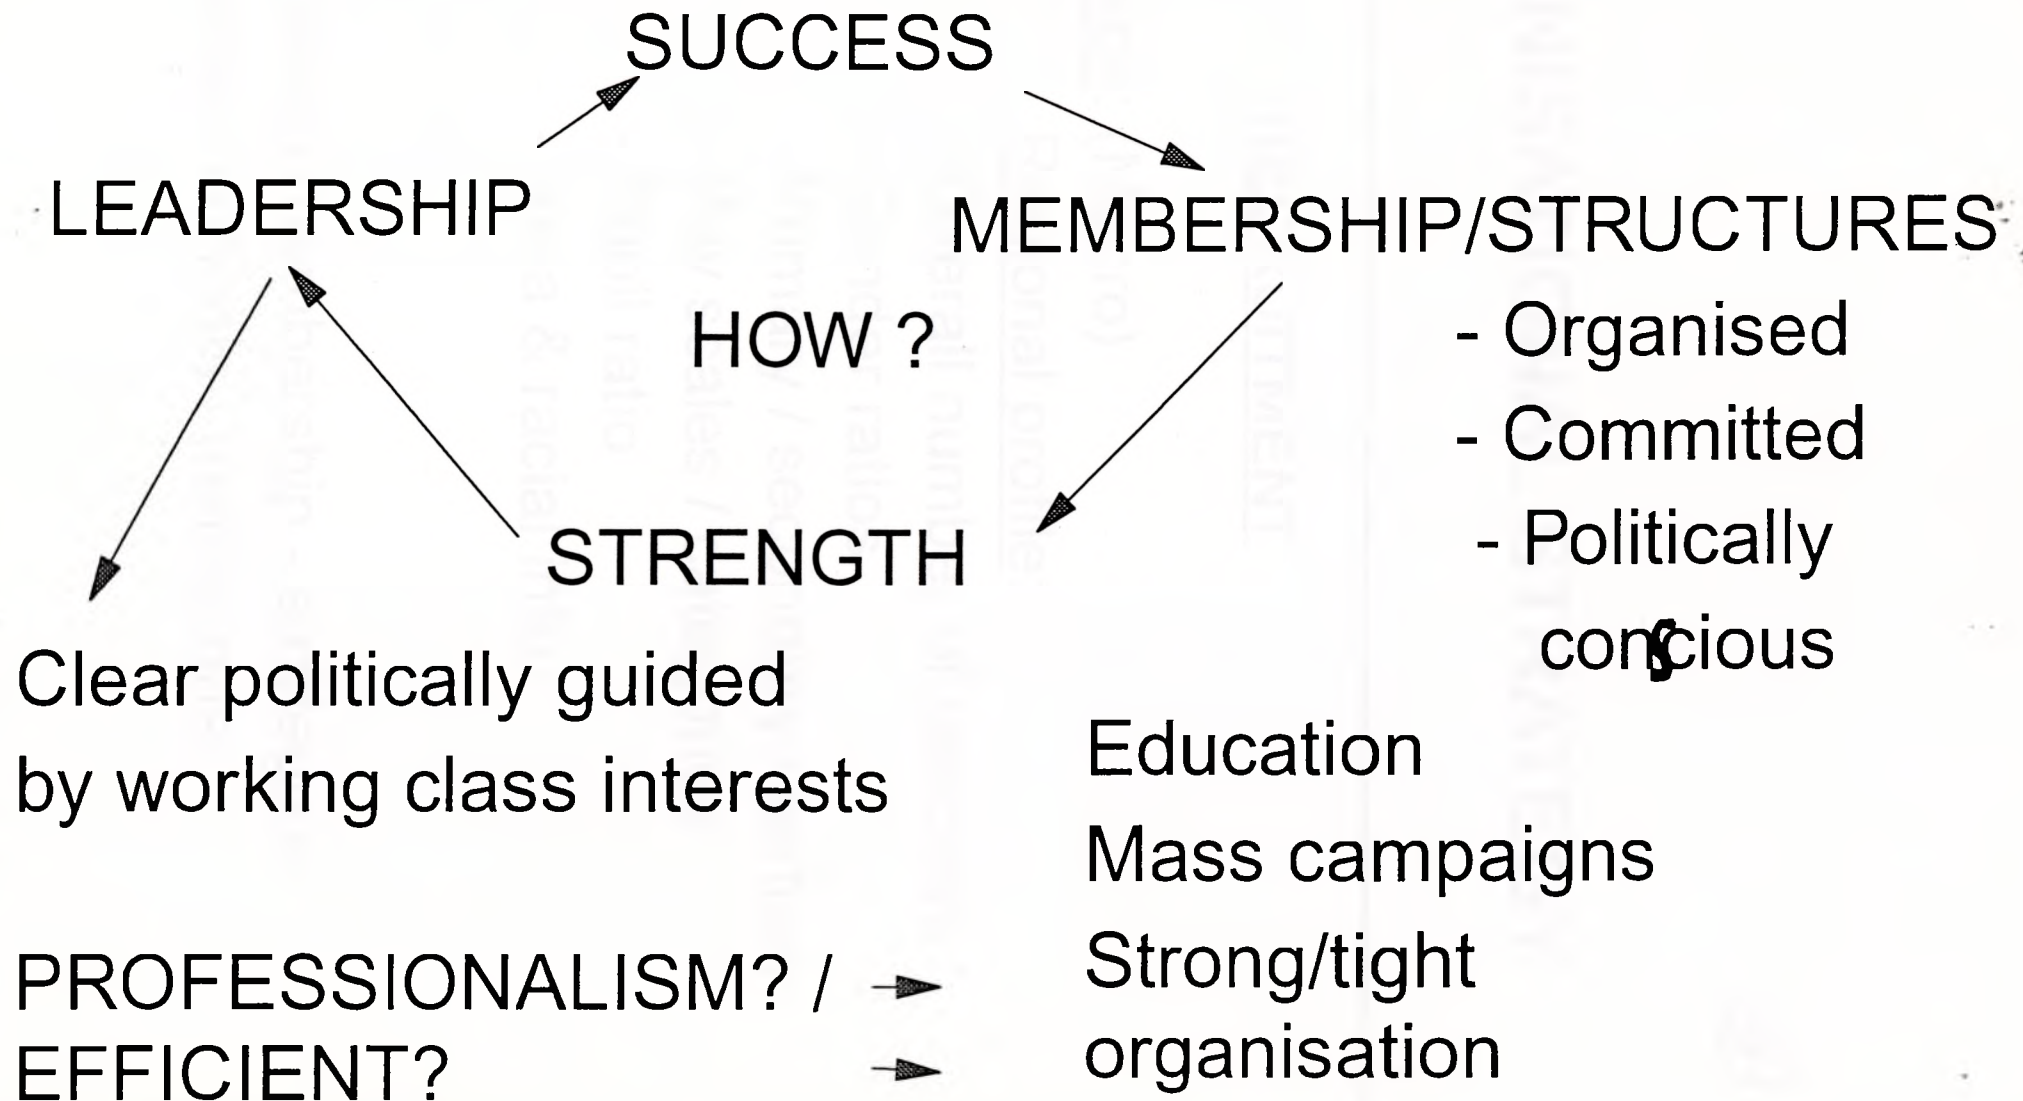 SUCCESS
LEADERSHIP
MEMBERSHIP/STRUCTURES
HOW ?
- Organised
- Committed
- Politically
conscious
STRENGTH
Clear politically guided
by working class interests
Education
Mass campaigns
Strong/tight
organisation
PROFESSIONALISM? /
EFFICIENT?